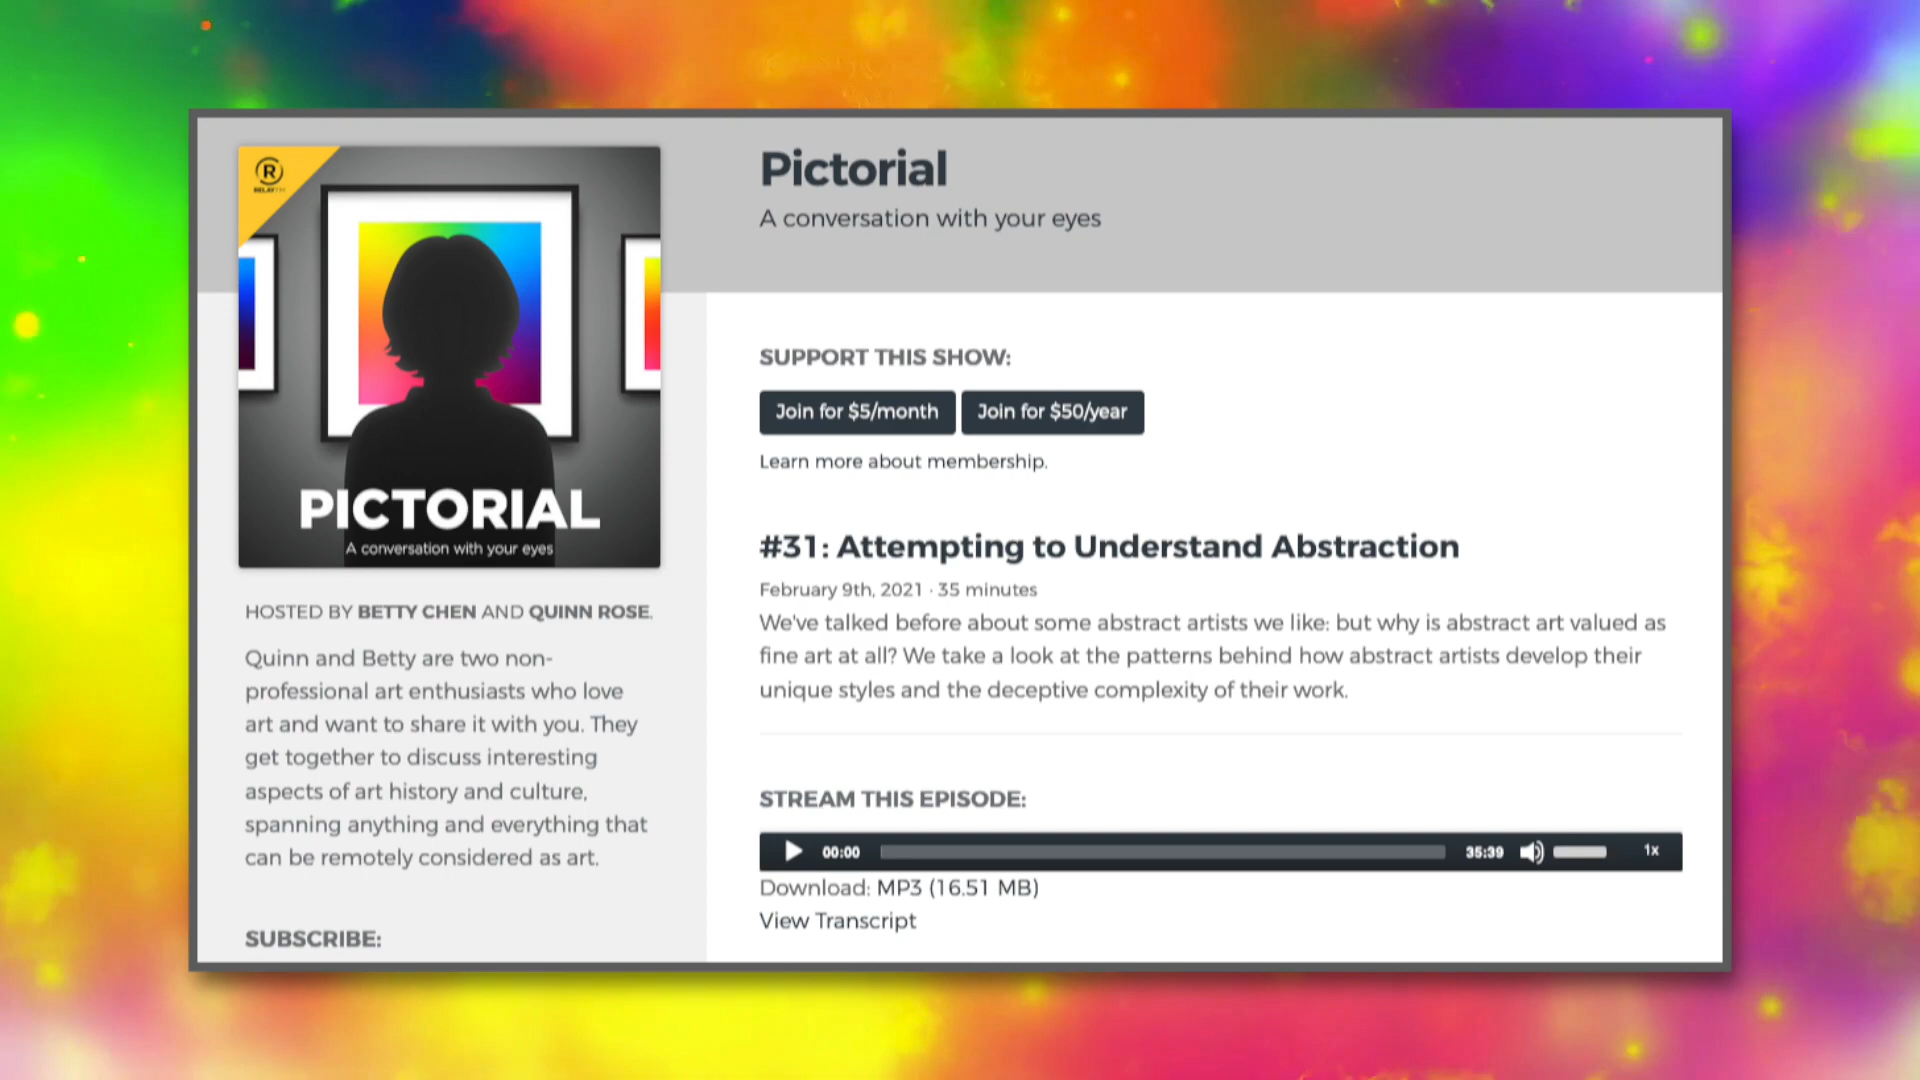 R
RELAY FM
PICTORIAL
A conversation with your eyes
HOSTED BY BETTY CHEN AND QUINN ROSE.
Quinn and Betty are two non-
professional art enthusiasts who love
art and want to share it with you. They
get together to discuss interesting
aspects of art history and culture,
spanning anything and everything that
can be remotely considered as art.
SUBSCRIBE:
Pictorial
A conversation with your eyes
SUPPORT THIS SHOW:
Join for $5/month Join for $50/year
Learn more about membership.
#31: Attempting to Understand Abstraction
February 9th, 2021 · 35 minutes
We've talked before about some abstract artists we like: but why is abstract art valued as
fine art at all? We take a look at the patterns behind how abstract artists develop their
unique styles and the deceptive complexity of their work.
STREAM THIS EPISODE:
00:00 35:39 1x
Download: MP3 (16.51 MB)
View Transcript